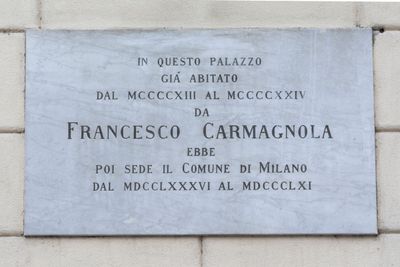 IN QUESTO PALAZZO
GIÁ ABITATO
DAL MCCCCXIII AL MCCCCXXIV
DA
FRANCESCO CARMAGNOLA
EBBE
POI SEDE IL COMUNE DI MILANO
DAL MDCCLXXXVI AL MDCCCLXI